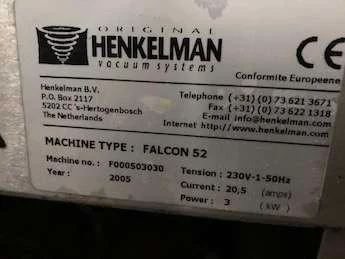 ORIGINAL
HENKELMAN
vacuum systems
CE
Conformite Europeene
Henkelman B.V.
P.O. Box 2117
5202 CC 's-Hertogenbosch
The Netherlands
Telephone (+31) (0) 73 621 3671
Fax (+31) (0) 73 622 1318
E-mail info@henkelman.com
Internet http://www.henkelman.com
MACHINE TYPE : FALCON 52
Machine no. : F000503030
Year : 2005
Tension : 230V-1-50Hz
Current : 20,5 (amps)
Power : 3 (kW)